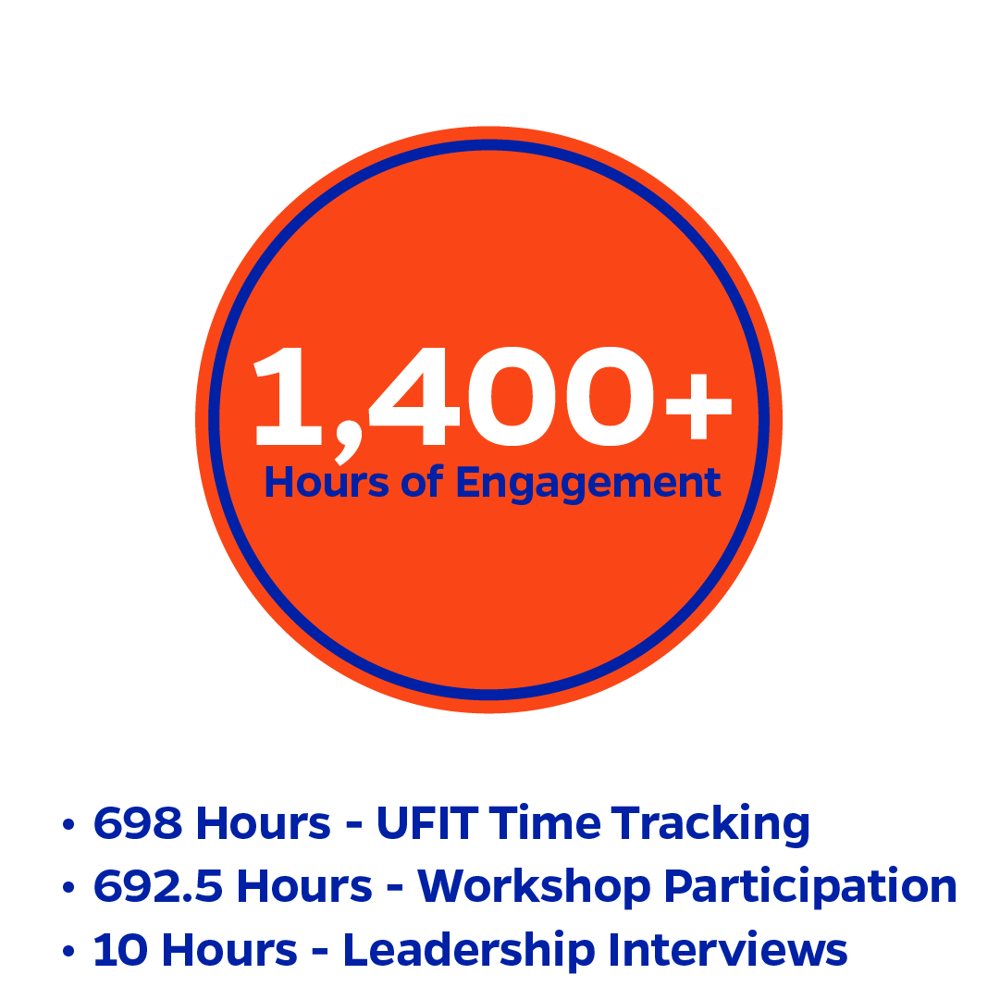 1,400+
Hours of Engagement
• 698 Hours - UFIT Time Tracking
• 692.5 Hours - Workshop Participation
• 10 Hours - Leadership Interviews